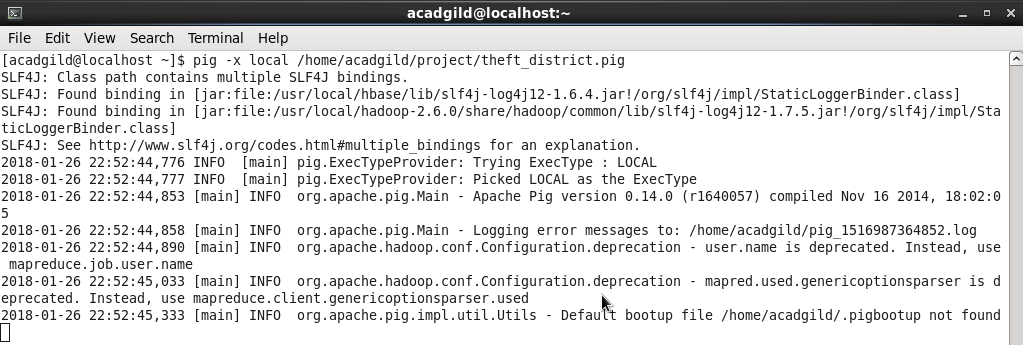 acadgild@localhost:~
File Edit View Search Terminal Help
[acadgild@localhost ~]$ pig -x local /home/acadgild/project/theft_district.pig
SLF4J: Class path contains multiple SLF4J bindings.
SLF4J: Found binding in [jar:file:/usr/local/hbase/lib/slf4j-log4j12-1.6.4.jar!/org/slf4j/impl/StaticLoggerBinder.class]
SLF4J: Found binding in [jar:file:/usr/local/hadoop-2.6.0/share/hadoop/common/lib/slf4j-log4j12-1.7.5.jar!/org/slf4j/impl/Sta
ticLoggerBinder.class]
SLF4J: See http://www.slf4j.org/codes.html#multiple_bindings for an explanation.
2018-01-26 22:52:44,776 INFO  [main] pig.ExecTypeProvider: Trying ExecType : LOCAL
2018-01-26 22:52:44,777 INFO  [main] pig.ExecTypeProvider: Picked LOCAL as the ExecType
2018-01-26 22:52:44,853 [main] INFO  org.apache.pig.Main - Apache Pig version 0.14.0 (r1640057) compiled Nov 16 2014, 18:02:0
5
2018-01-26 22:52:44,858 [main] INFO  org.apache.pig.Main - Logging error messages to: /home/acadgild/pig_1516987364852.log
2018-01-26 22:52:44,890 [main] INFO  org.apache.hadoop.conf.Configuration.deprecation - user.name is deprecated. Instead, use
 mapreduce.job.user.name
2018-01-26 22:52:45,033 [main] INFO  org.apache.hadoop.conf.Configuration.deprecation - mapred.used.genericoptionsparser is d
eprecated. Instead, use mapreduce.client.genericoptionsparser.used
2018-01-26 22:52:45,333 [main] INFO  org.apache.pig.impl.util.Utils - Default bootup file /home/acadgild/.pigbootup not found